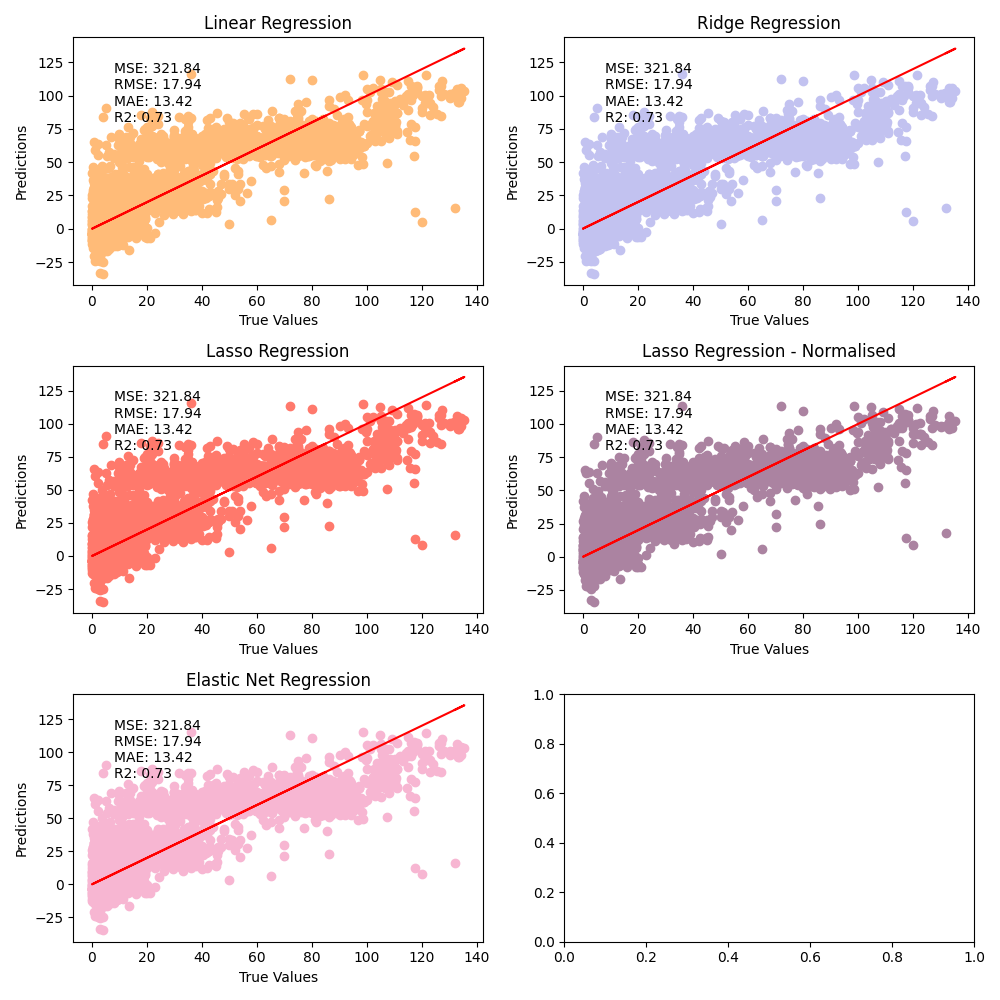 Linear Regression
MSE: 321.84
RMSE: 17.94
MAE: 13.42
R2: 0.73
Predictions
125
100
75
50
25
0
−25
0 20 40 60 80 100 120 140
True Values
Ridge Regression
MSE: 321.84
RMSE: 17.94
MAE: 13.42
R2: 0.73
Predictions
125
100
75
50
25
0
−25
0 20 40 60 80 100 120 140
True Values
Lasso Regression
MSE: 321.84
RMSE: 17.94
MAE: 13.42
R2: 0.73
Predictions
125
100
75
50
25
0
−25
0 20 40 60 80 100 120 140
True Values
Lasso Regression - Normalised
MSE: 321.84
RMSE: 17.94
MAE: 13.42
R2: 0.73
Predictions
125
100
75
50
25
0
−25
0 20 40 60 80 100 120 140
True Values
Elastic Net Regression
MSE: 321.84
RMSE: 17.94
MAE: 13.42
R2: 0.73
Predictions
125
100
75
50
25
0
−25
0 20 40 60 80 100 120 140
True Values
1.0
0.8
0.6
0.4
0.2
0.0
0.0 0.2 0.4 0.6 0.8 1.0